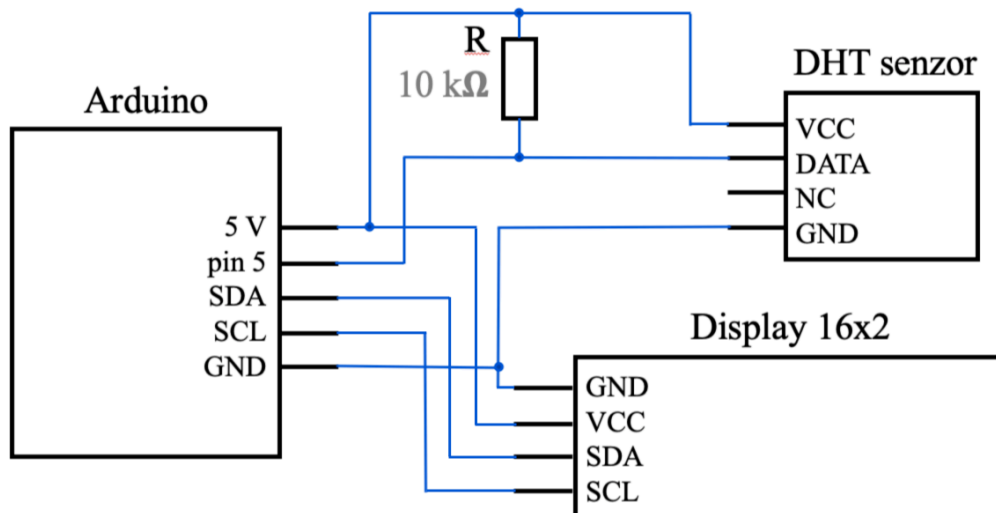 Arduino
5 V
pin 5
SDA
SCL
GND
R
10 kΩ
DHT senzor
VCC
DATA
NC
GND
Display 16x2
GND
VCC
SDA
SCL